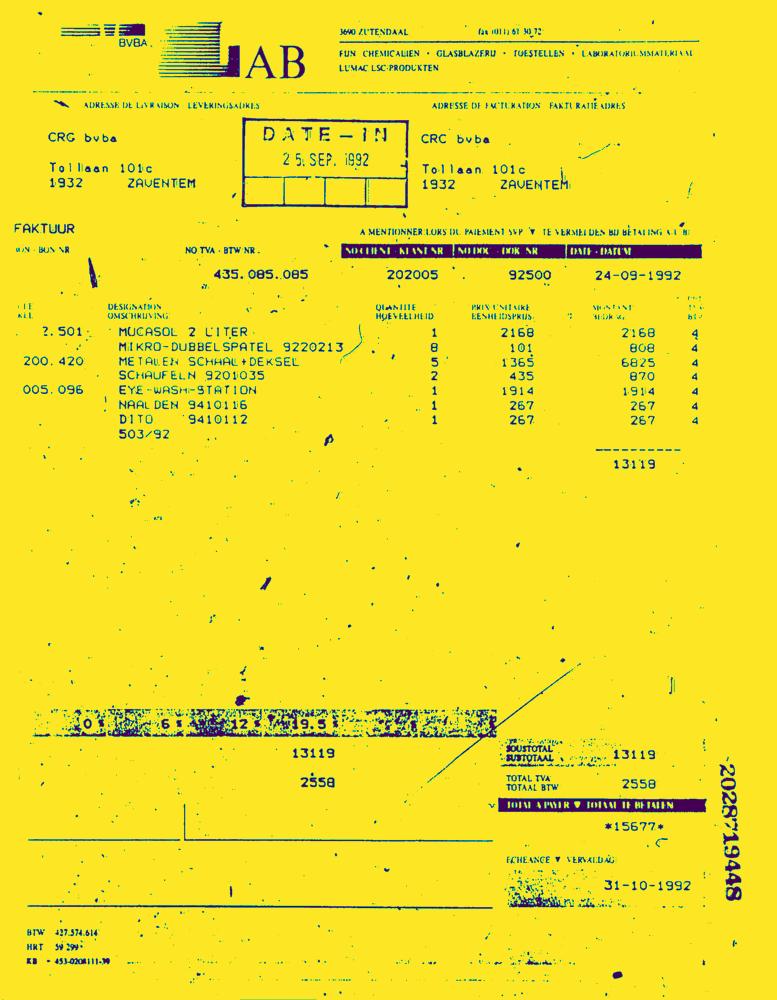 3690 ZUTENDAAL fax (011) 61 30 72
BVBA
LAB
FIJN CHEMICALIEN · GLASBLAZERIJ · TOESTELLEN · LABORATORIUMMATERIAAL
LUMAC LSC-PRODUKTEN
ADRESSE DE LIVRAISON LEVERINGSADRES ADRESSE DE FACTURATION FAKTURATIEADRES
CRG bvba
DATE-IN
25 SEP. 1992
CRC bvba
Tollaan 101c Tollaan 101c
1932 ZAVENTEM 1932 ZAVENTEM
FAKTUUR
A MENTIONNER LORS DU PAIEMENT SVP ▼ TE VERMELDEN BIJ BETALING
BON NR NO TVA - BTW NR. NO CLIENT - KLANT NR NO DOC - DOK NR DATE - DATUM
435.085.085 202005 92500 24-09-1992
DESIGNATION QUANTITE PRIX UNITAIRE MONTANT
OMSCHRIJVING HOEVEELHEID EENHEIDSPRIJS BEDRAG
2.501 MUCASOL 2 LITER 1 2168 2168 4
MIKRO-DUBBELSPATEL 9220213 8 101 808 4
200.420 METALEN SCHAAL+DEKSEL 5 1365 6825 4
SCHAUFELN 9201035 2 435 870 4
005.096 EYE-WASH-STATION 1 1914 1914 4
NAALDEN 9410116 1 267 267 4
DITO 9410112 1 267 267 4
503/92
13119
0 % 6 % 12 % 19.5 %
13119 SOUSTOTAL 13119
SUBTOTAAL
2558 TOTAL TVA 2558
TOTAAL BTW
TOTAL A PAYER ▼ TOTAAL TE BETALEN
*15677*
ECHEANCE ▼ VERVALDAG
31-10-1992
2028719448
BTW 427.574.614
HRT 59 299
KB - 453-0208111-39